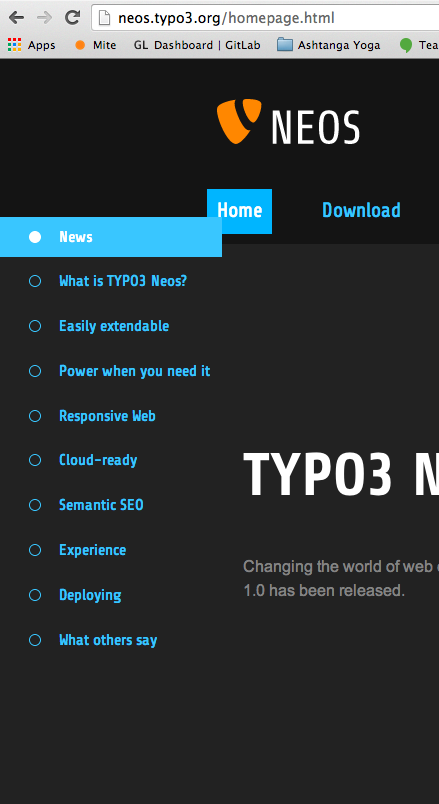 neos.typo3.org/homepage.html
Apps Mite GL Dashboard | GitLab Ashtanga Yoga Tea
NEOS
Home Download
News
What is TYPO3 Neos?
Easily extendable
Power when you need it
Responsive Web
Cloud-ready
TYPO3 N
Semantic SEO
Experience
Changing the world of web
1.0 has been released.
Deploying
What others say